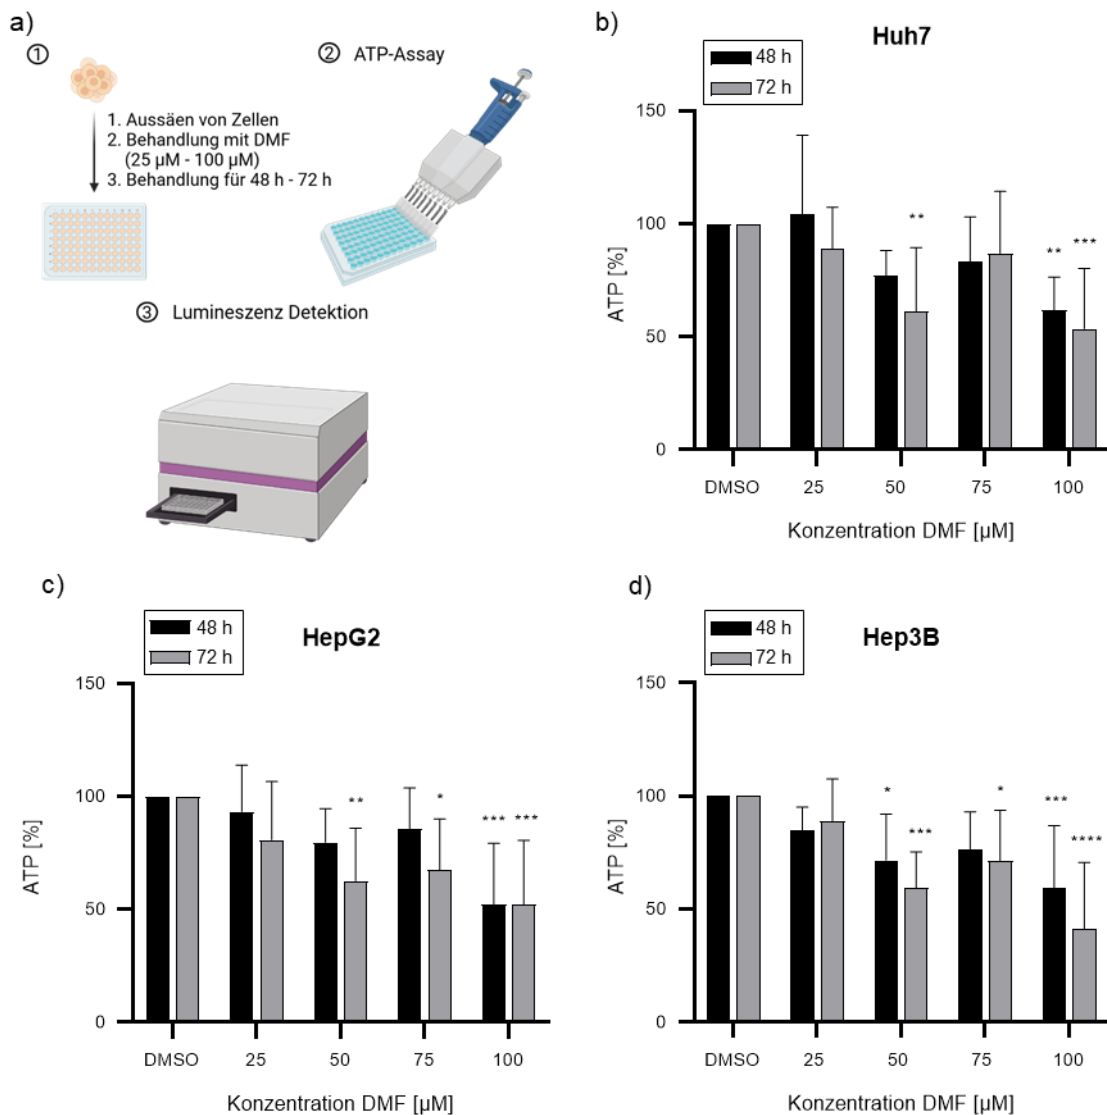 a)
① 
② ATP-Assay
1. Aussäen von Zellen
2. Behandlung mit DMF
(25 µM - 100 µM)
3. Behandlung für 48 h - 72 h
③ Lumineszenz Detektion
b)
Huh7
48 h
72 h
ATP [%]
150
100
50
0
**
**
***
DMSO
25
50
75
100
Konzentration DMF [µM]
c)
HepG2
48 h
72 h
ATP [%]
150
100
50
0
**
*
***
***
DMSO
25
50
75
100
Konzentration DMF [µM]
d)
Hep3B
48 h
72 h
ATP [%]
150
100
50
0
*
***
*
***
****
DMSO
25
50
75
100
Konzentration DMF [µM]